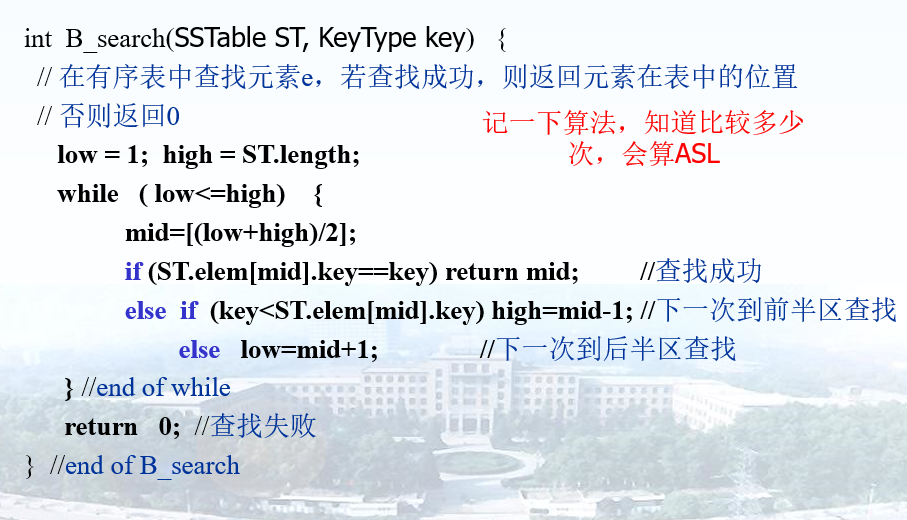 int B_search(SSTable ST, KeyType key) {
// 在有序表中查找元素e，若查找成功，则返回元素在表中的位置
// 否则返回0
记一下算法，知道比较多少
次，会算ASL
low = 1; high = ST.length;
while ( low<=high) {
mid=[(low+high)/2];
if (ST.elem[mid].key==key) return mid; //查找成功
else if (key<ST.elem[mid].key) high=mid-1; //下一次到前半区查找
else low=mid+1; //下一次到后半区查找
} //end of while
return 0; //查找失败
} //end of B_search